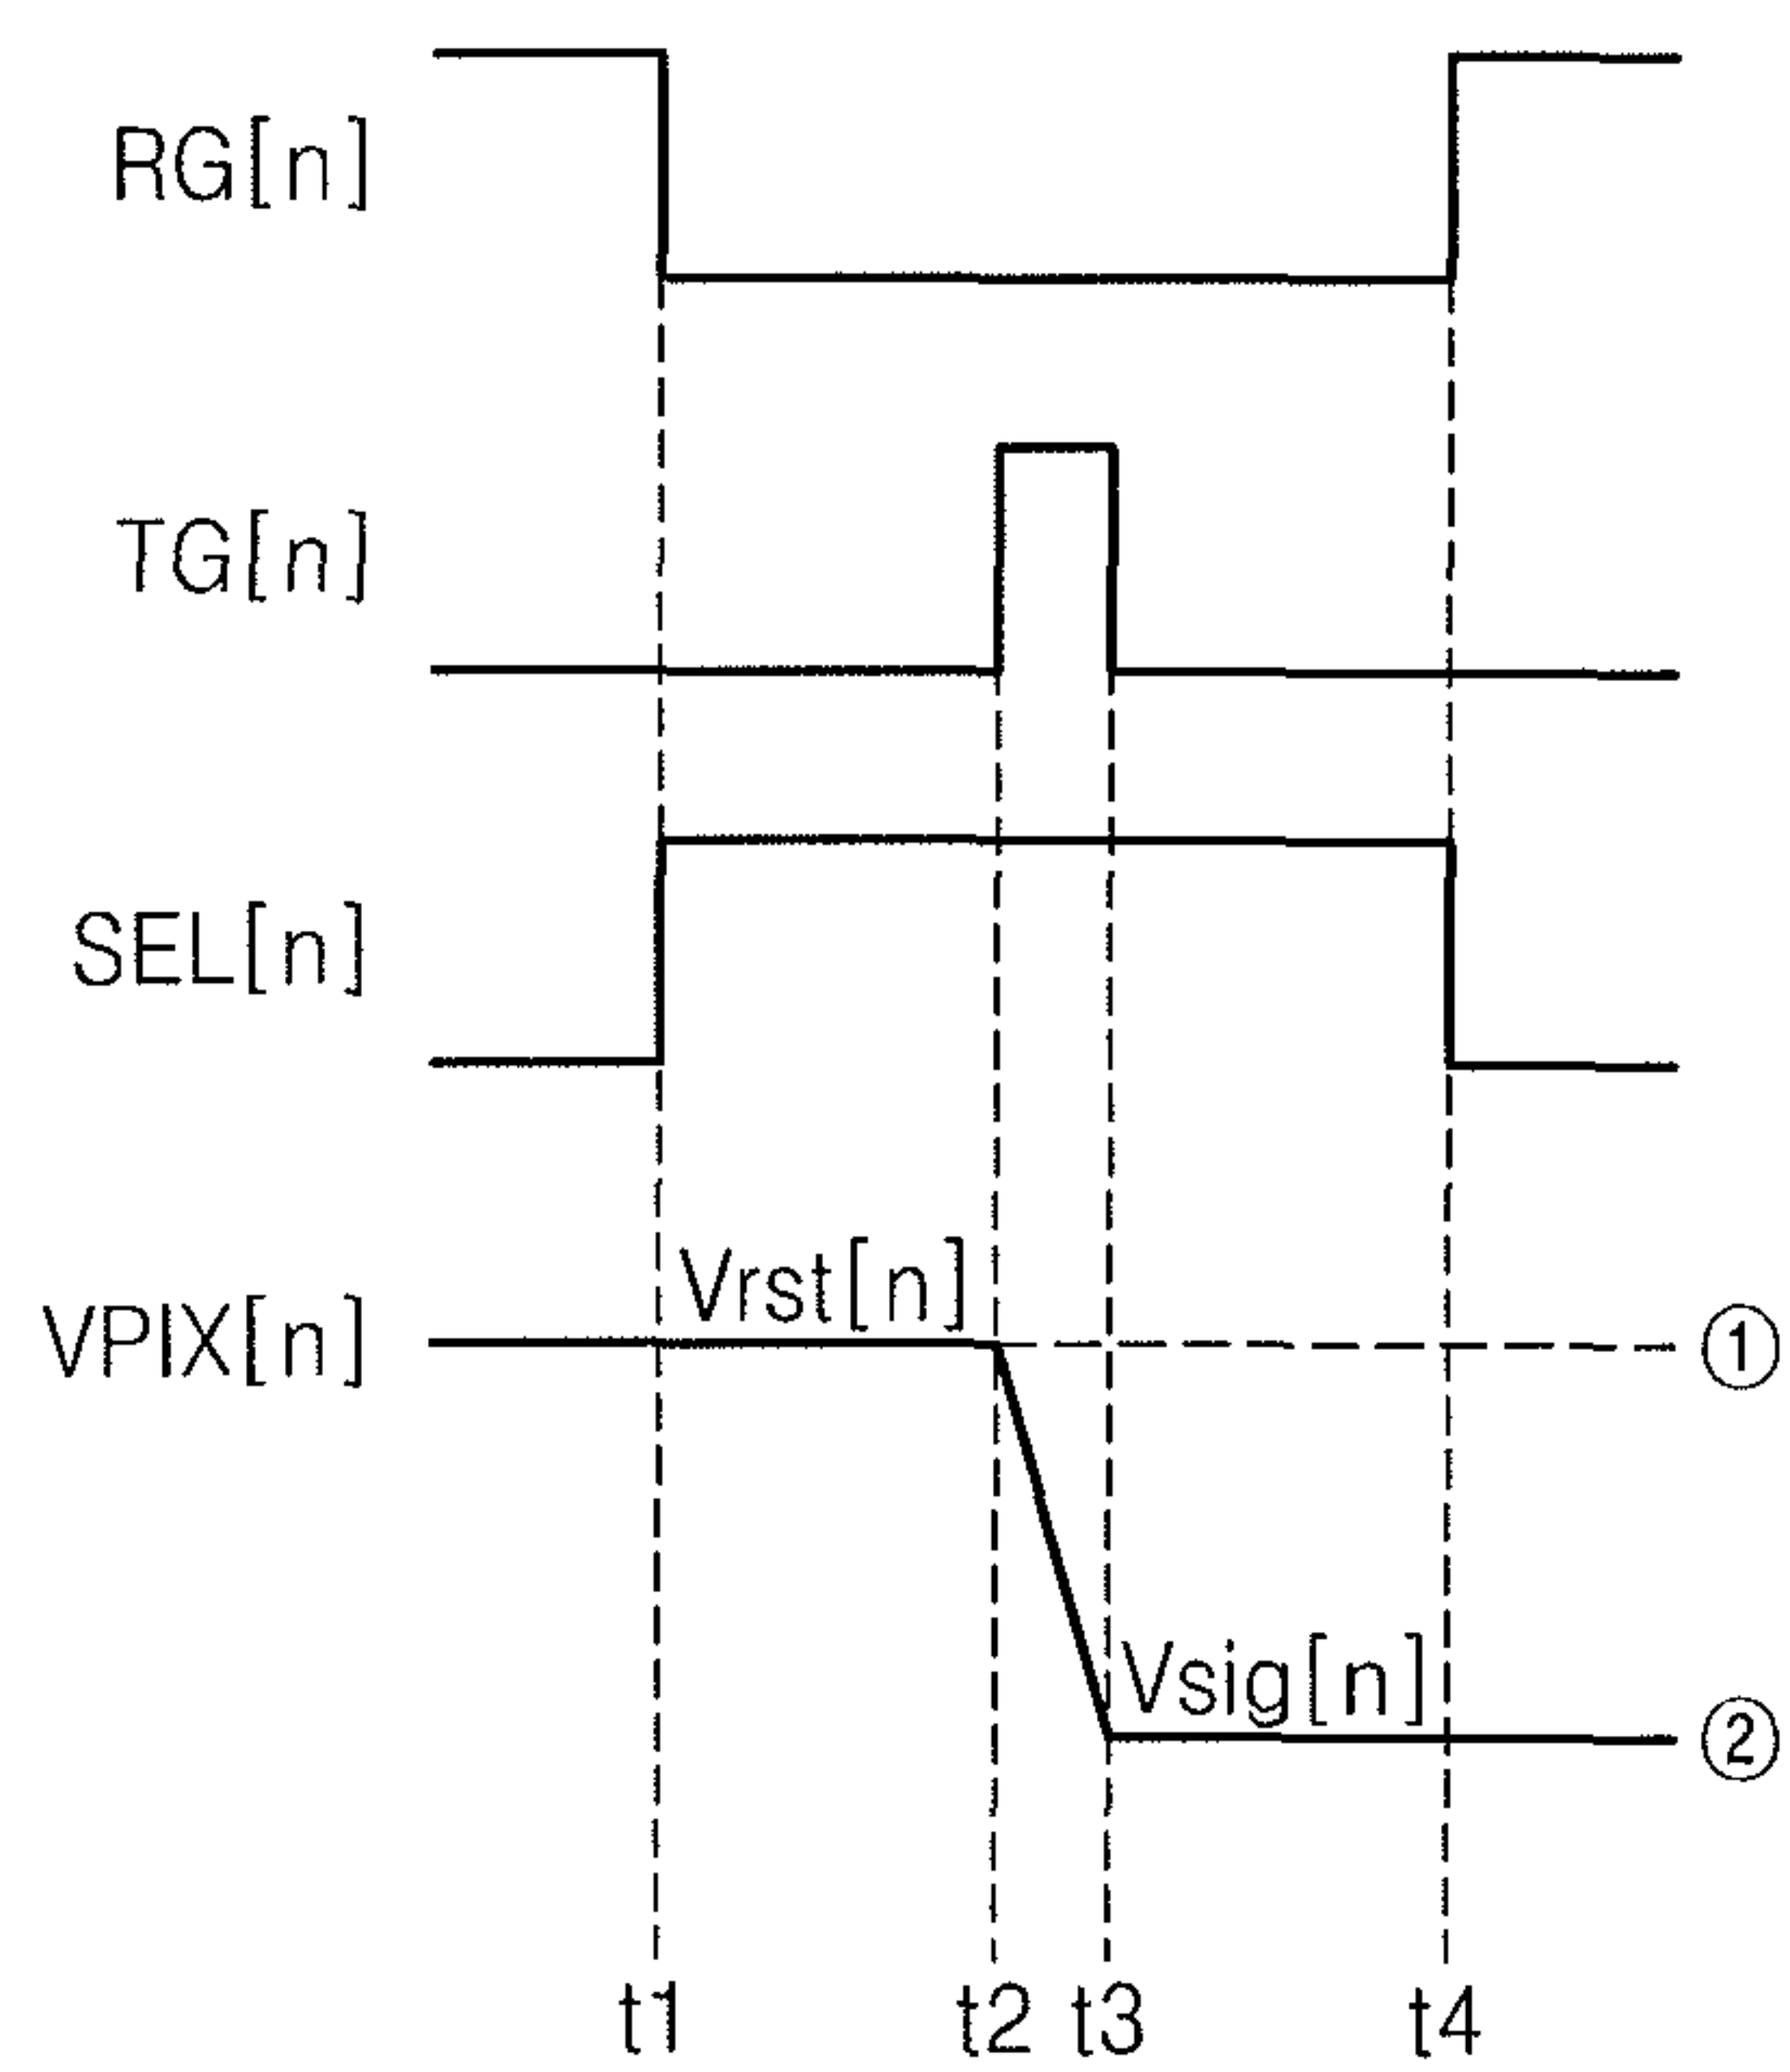 RG[n]
TG[n]
SEL[n]
Vrst[n]
VPIX[n]
①
Vsig[n]
②
t1 t2 t3 t4